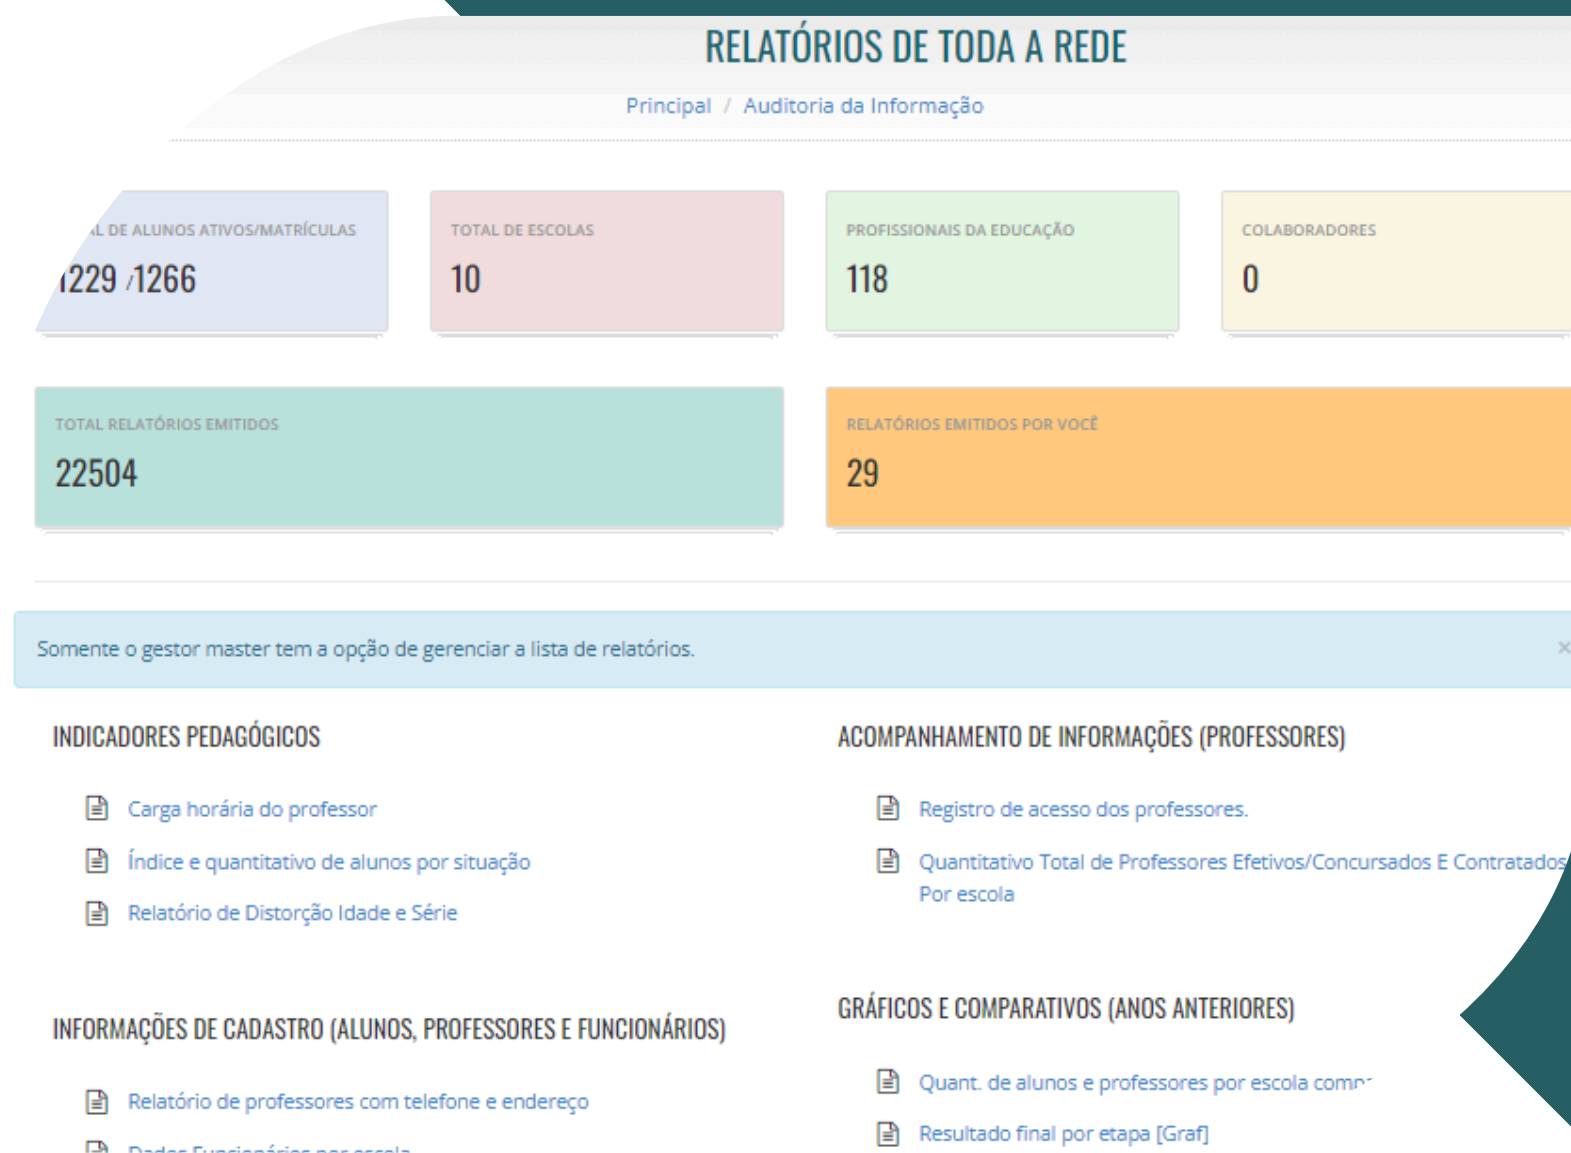 RELATÓRIOS DE TODA A REDE
Principal / Auditoria da Informação
DE ALUNOS ATIVOS/MATRÍCULAS
1229 /1266
TOTAL DE ESCOLAS
10
PROFISSIONAIS DA EDUCAÇÃO
118
COLABORADORES
0
TOTAL RELATÓRIOS EMITIDOS
22504
RELATÓRIOS EMITIDOS POR VOCÊ
29
Somente o gestor master tem a opção de gerenciar a lista de relatórios.
×
INDICADORES PEDAGÓGICOS
Carga horária do professor
Índice e quantitativo de alunos por situação
Relatório de Distorção Idade e Série
ACOMPANHAMENTO DE INFORMAÇÕES (PROFESSORES)
Registro de acesso dos professores.
Quantitativo Total de Professores Efetivos/Concursados E Contratados
Por escola
INFORMAÇÕES DE CADASTRO (ALUNOS, PROFESSORES E FUNCIONÁRIOS)
Relatório de professores com telefone e endereço
Dados Funcionários por escola
GRÁFICOS E COMPARATIVOS (ANOS ANTERIORES)
Quant. de alunos e professores por escola
Resultado final por etapa [Graf]